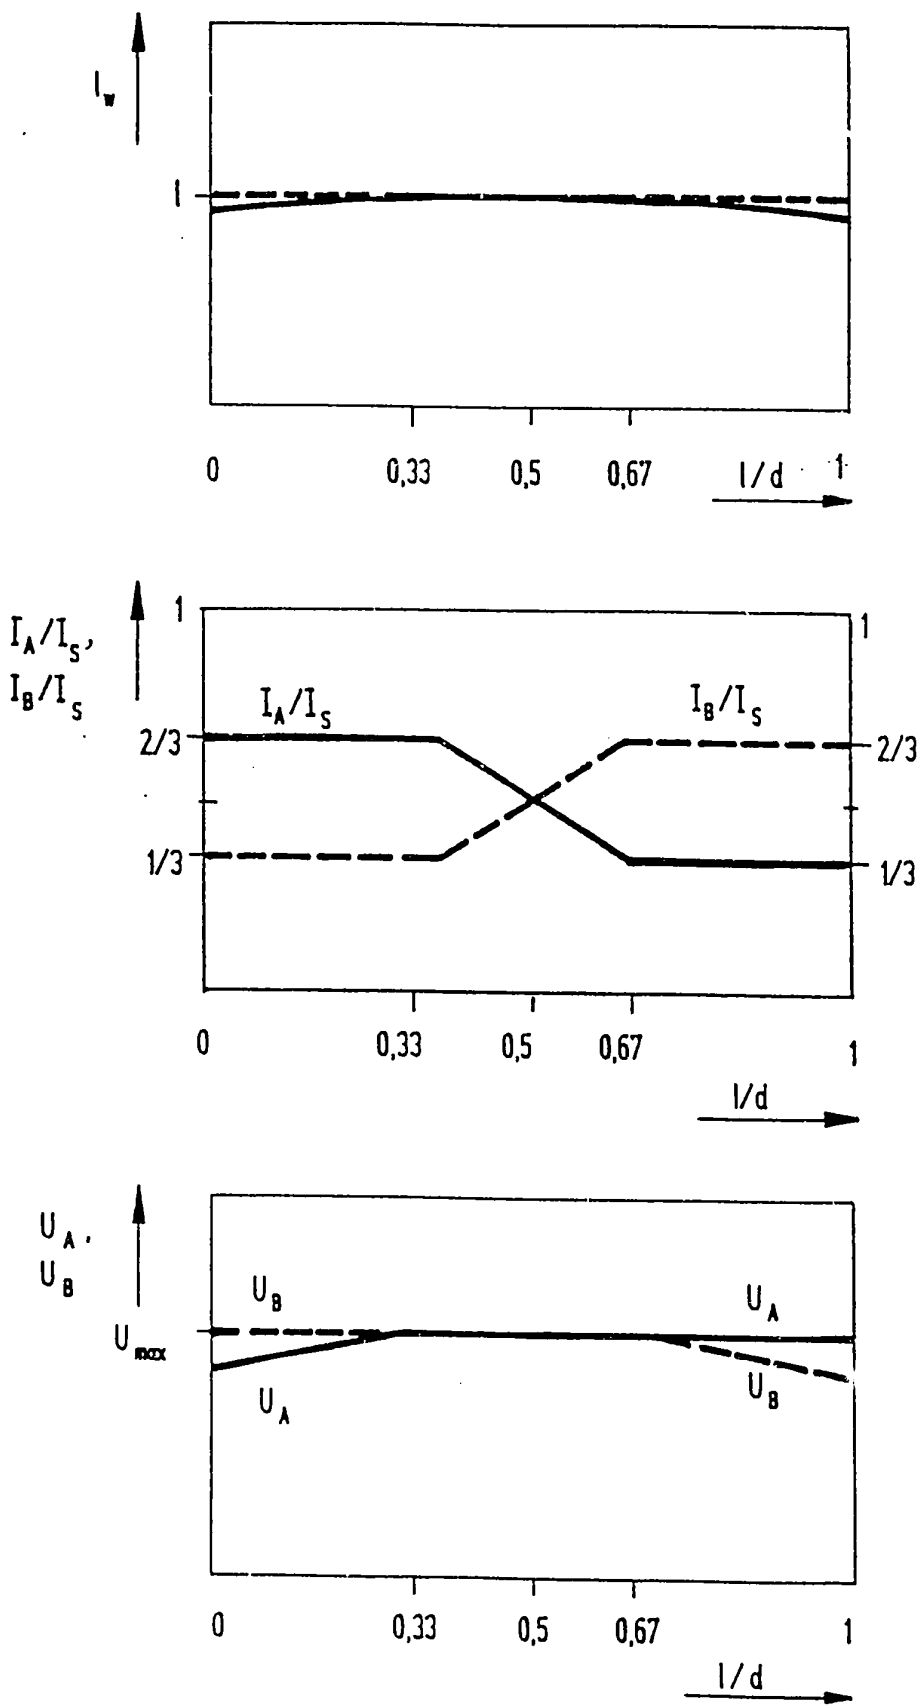 I_w
1
0 0,33 0,5 0,67 l/d 1
I_A/I_S,
I_B/I_S
1 1
I_A/I_S I_B/I_S
2/3 2/3
1/3 1/3
0 0,33 0,5 0,67 1
l/d
U_A,
U_B
U_B U_A
U_max
U_A U_B
0 0,33 0,5 0,67 1
l/d